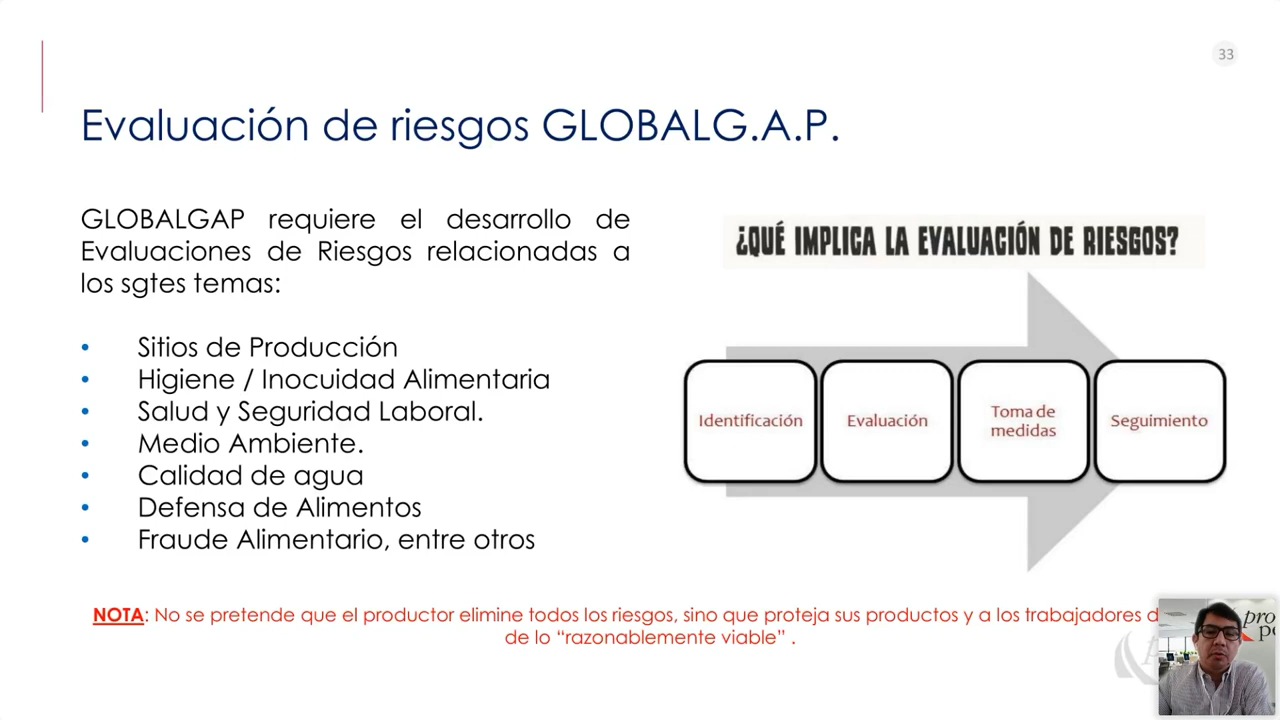 33
Evaluación de riesgos GLOBALG.A.P.
GLOBALGAP requiere el desarrollo de
Evaluaciones de Riesgos relacionadas a
los sgtes temas:
• Sitios de Producción
• Higiene / Inocuidad Alimentaria
• Salud y Seguridad Laboral.
• Medio Ambiente.
• Calidad de agua
• Defensa de Alimentos
• Fraude Alimentario, entre otros
¿QUÉ IMPLICA LA EVALUACIÓN DE RIESGOS?
Identificación
Evaluación
Toma de
medidas
Seguimiento
NOTA: No se pretende que el productor elimine todos los riesgos, sino que proteja sus productos y a los trabajadores
de lo “razonablemente viable” .
pro